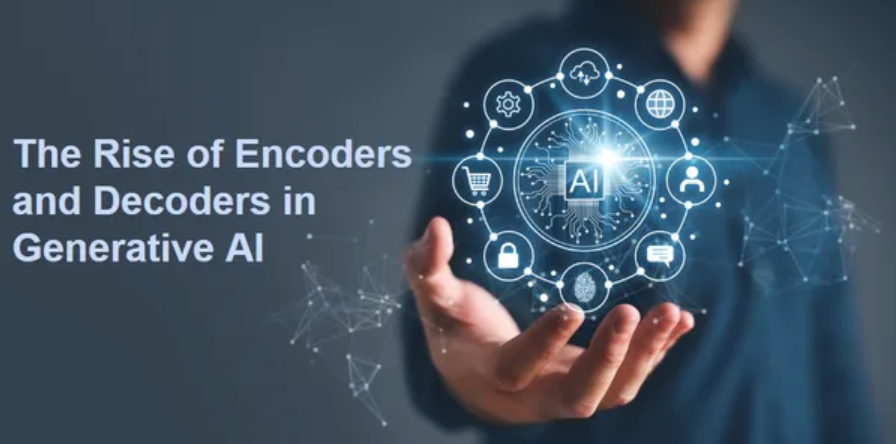 The Rise of Encoders
and Decoders in
Generative AI
AI